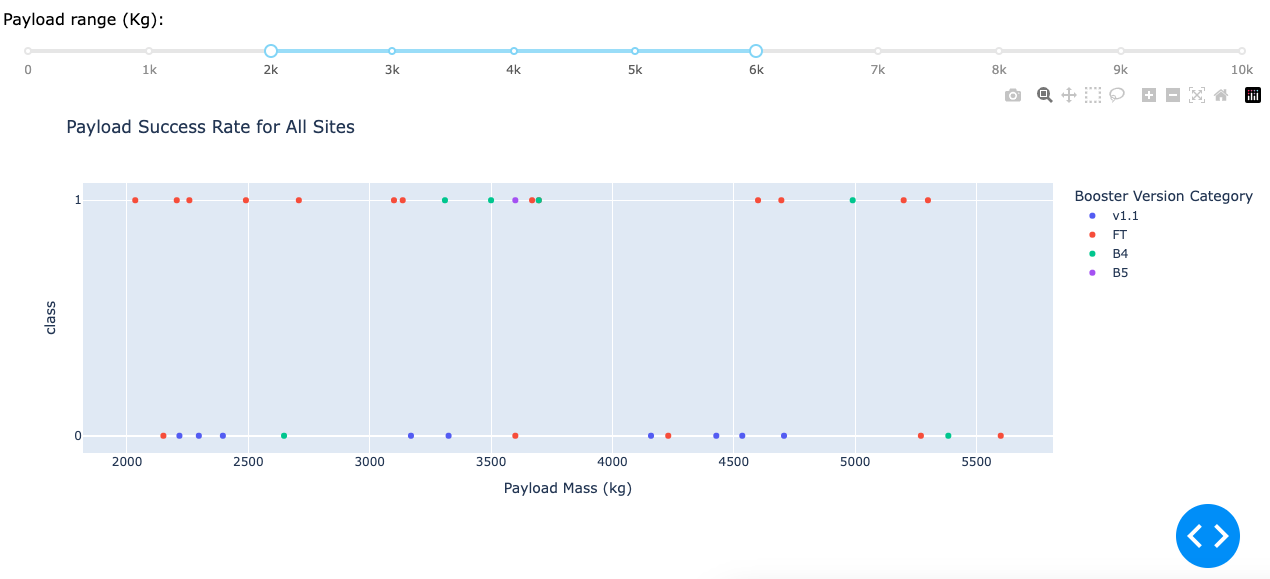 Payload range (Kg):
0 1k 2k 3k 4k 5k 6k 7k 8k 9k 10k
Payload Success Rate for All Sites
1
0
class
2000 2500 3000 3500 4000 4500 5000 5500
Payload Mass (kg)
Booster Version Category
v1.1
FT
B4
B5